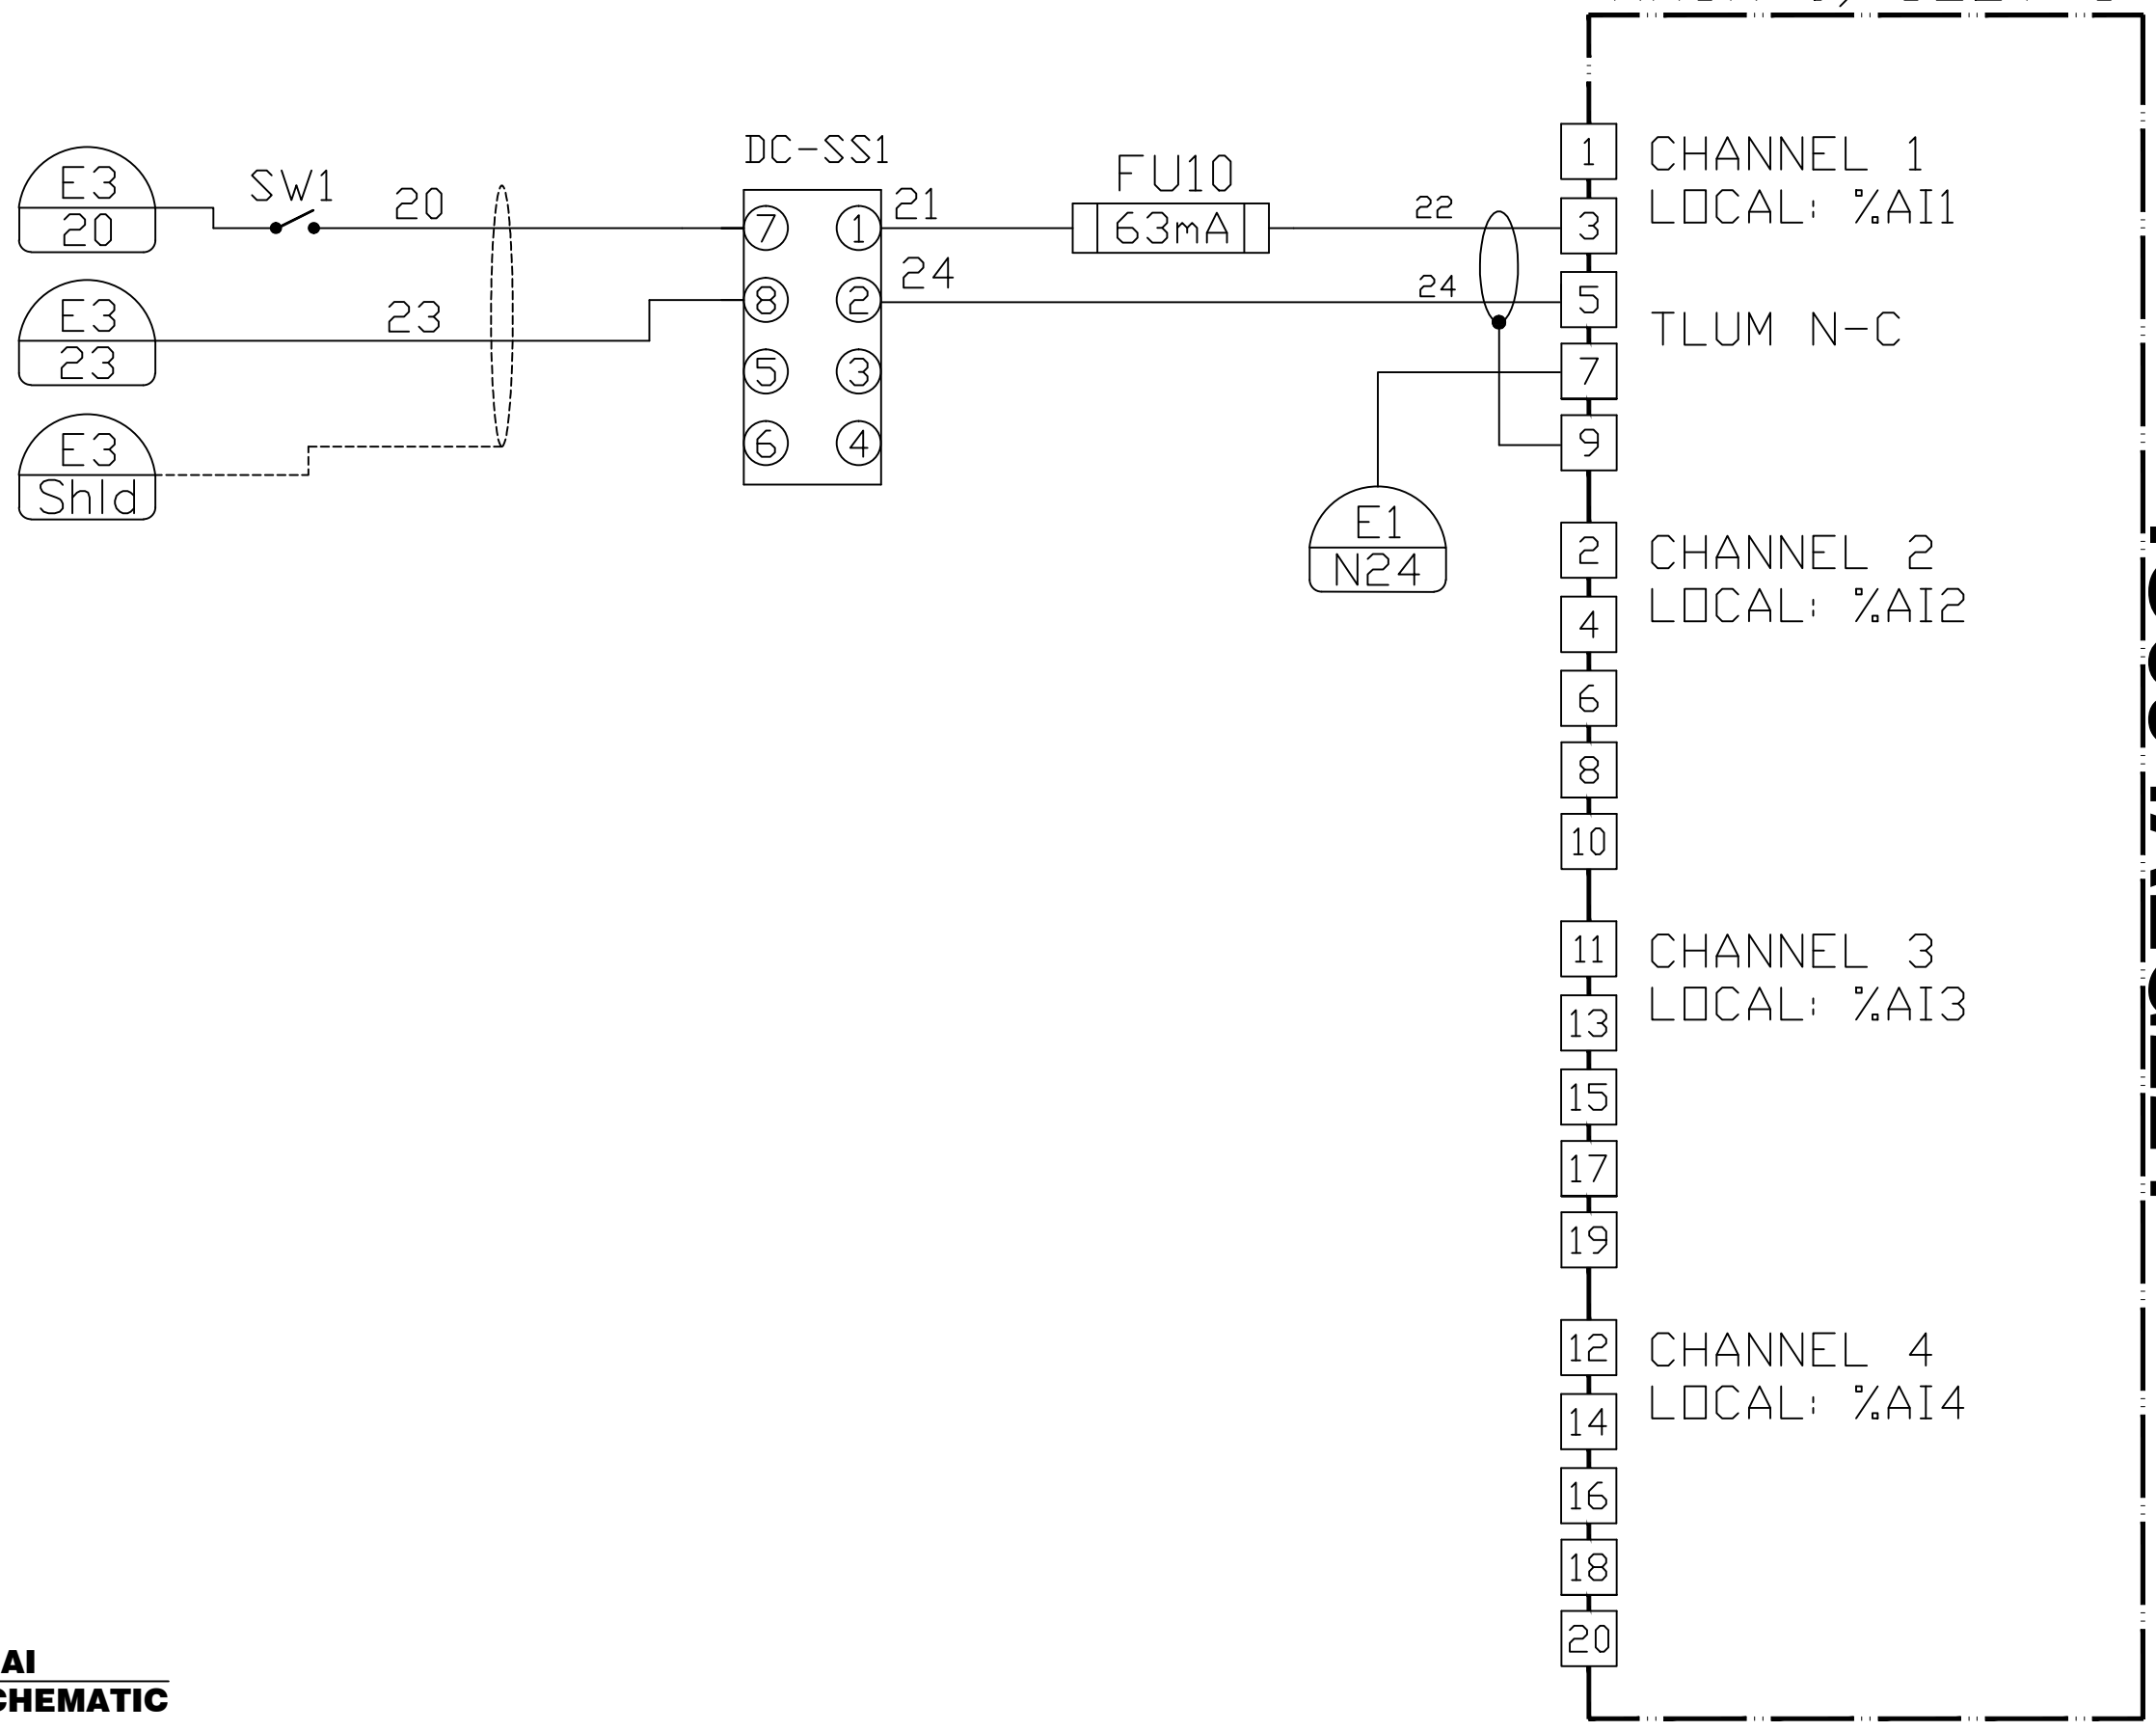 DC-SS1
E3
20
SW1
20
7
1
21
FU10
63mA
22
1
3
CHANNEL 1
LOCAL: %AI1
E3
23
23
8
2
24
24
5
TLUM N-C
5
3
7
E3
Shld
6
4
9
E1
N24
2
CHANNEL 2
LOCAL: %AI2
4
6
8
10
11
CHANNEL 3
LOCAL: %AI3
13
15
17
19
12
CHANNEL 4
LOCAL: %AI4
14
16
18
20
AI
CHEMATIC